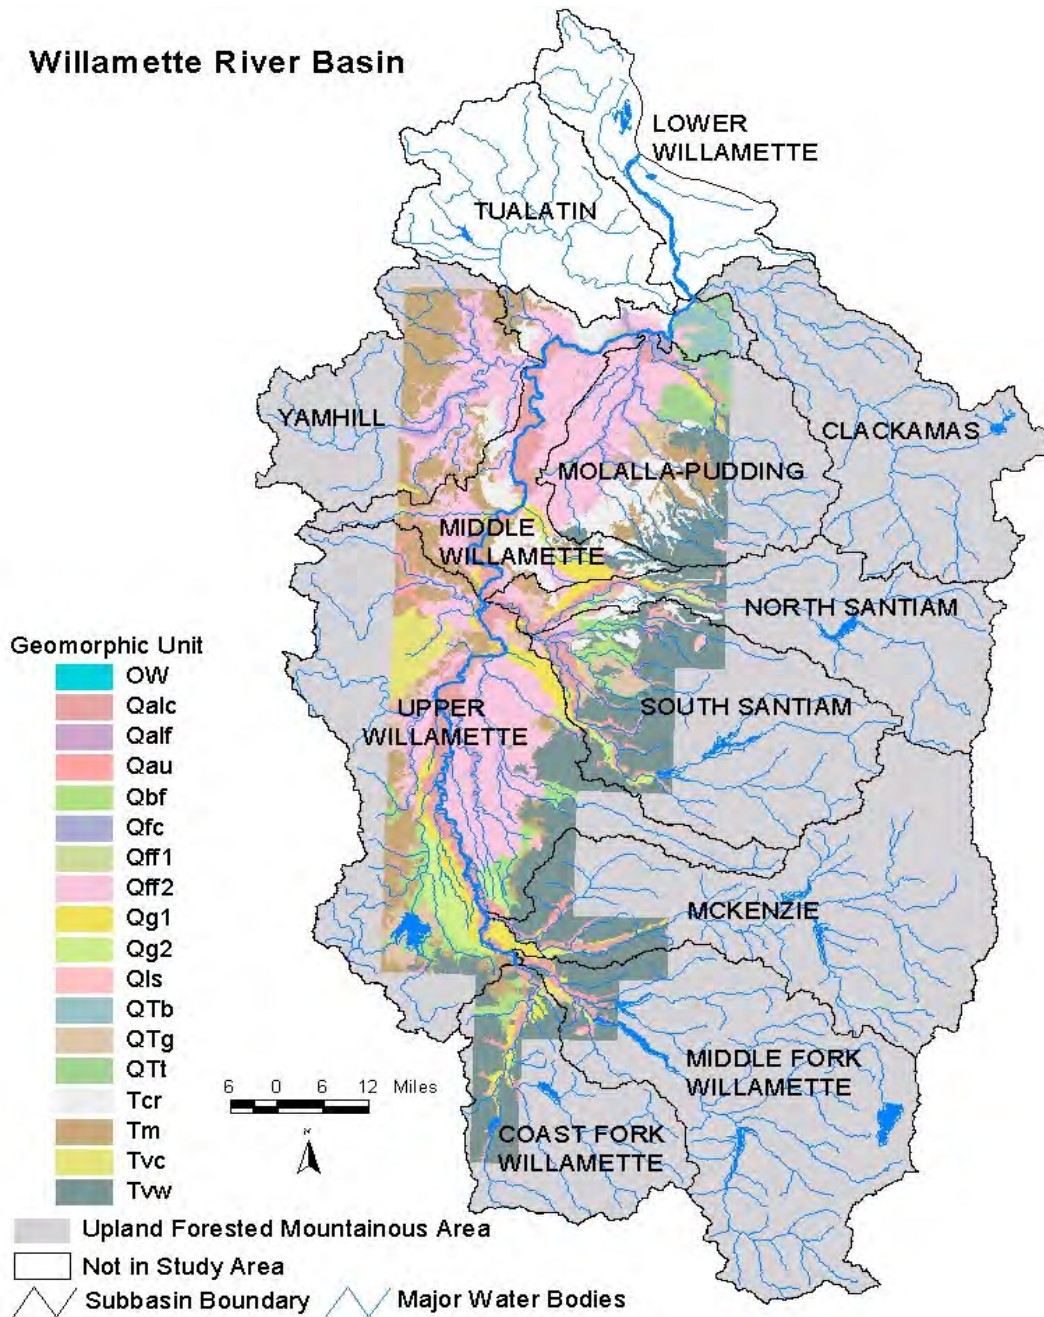 Willamette River Basin
LOWER
WILLAMETTE
TUALATIN
YAMHILL
CLACKAMAS
MOLALLA-PUDDING
MIDDLE
WILLAMETTE
NORTH SANTIAM
SOUTH SANTIAM
UPPER
WILLAMETTE
MCKENZIE
MIDDLE FORK
WILLAMETTE
COAST FORK
WILLAMETTE
Geomorphic Unit
OW
Qalc
Qalf
Qau
Qbf
Qfc
Qff1
Qff2
Qg1
Qg2
Qls
QTb
QTg
QTt
Tcr
Tm
Tvc
Tvw
6 0 6 12 Miles
N
Upland Forested Mountainous Area
Not in Study Area
Subbasin Boundary
Major Water Bodies